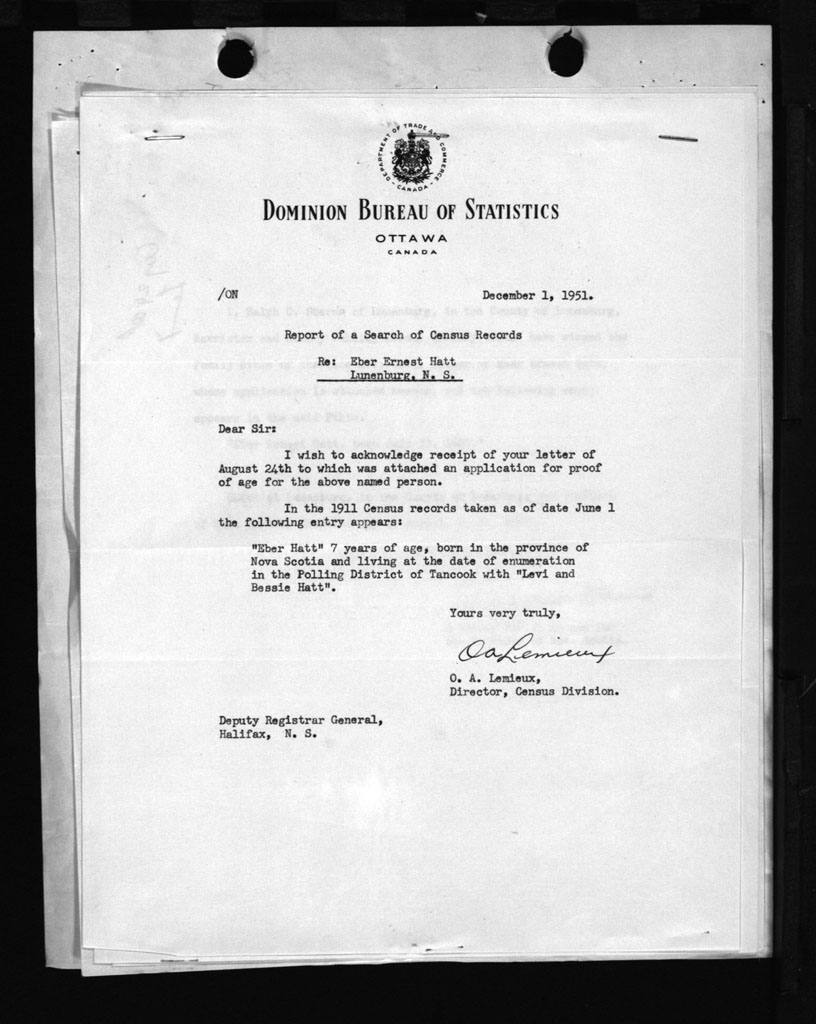 DEPARTMENT OF TRADE AND COMMERCE
CANADA
DOMINION BUREAU OF STATISTICS
OTTAWA
CANADA
/ON December 1, 1951.
Report of a Search of Census Records
Re: Eber Ernest Hatt
Lunenburg, N. S.
Dear Sir:
I wish to acknowledge receipt of your letter of
August 24th to which was attached an application for proof
of age for the above named person.
In the 1911 Census records taken as of date June 1
the following entry appears:
"Eber Hatt" 7 years of age, born in the province of
Nova Scotia and living at the date of enumeration
in the Polling District of Tancook with "Levi and
Bessie Hatt".
Yours very truly,
OALemieux
O. A. Lemieux,
Director, Census Division.
Deputy Registrar General,
Halifax, N. S.